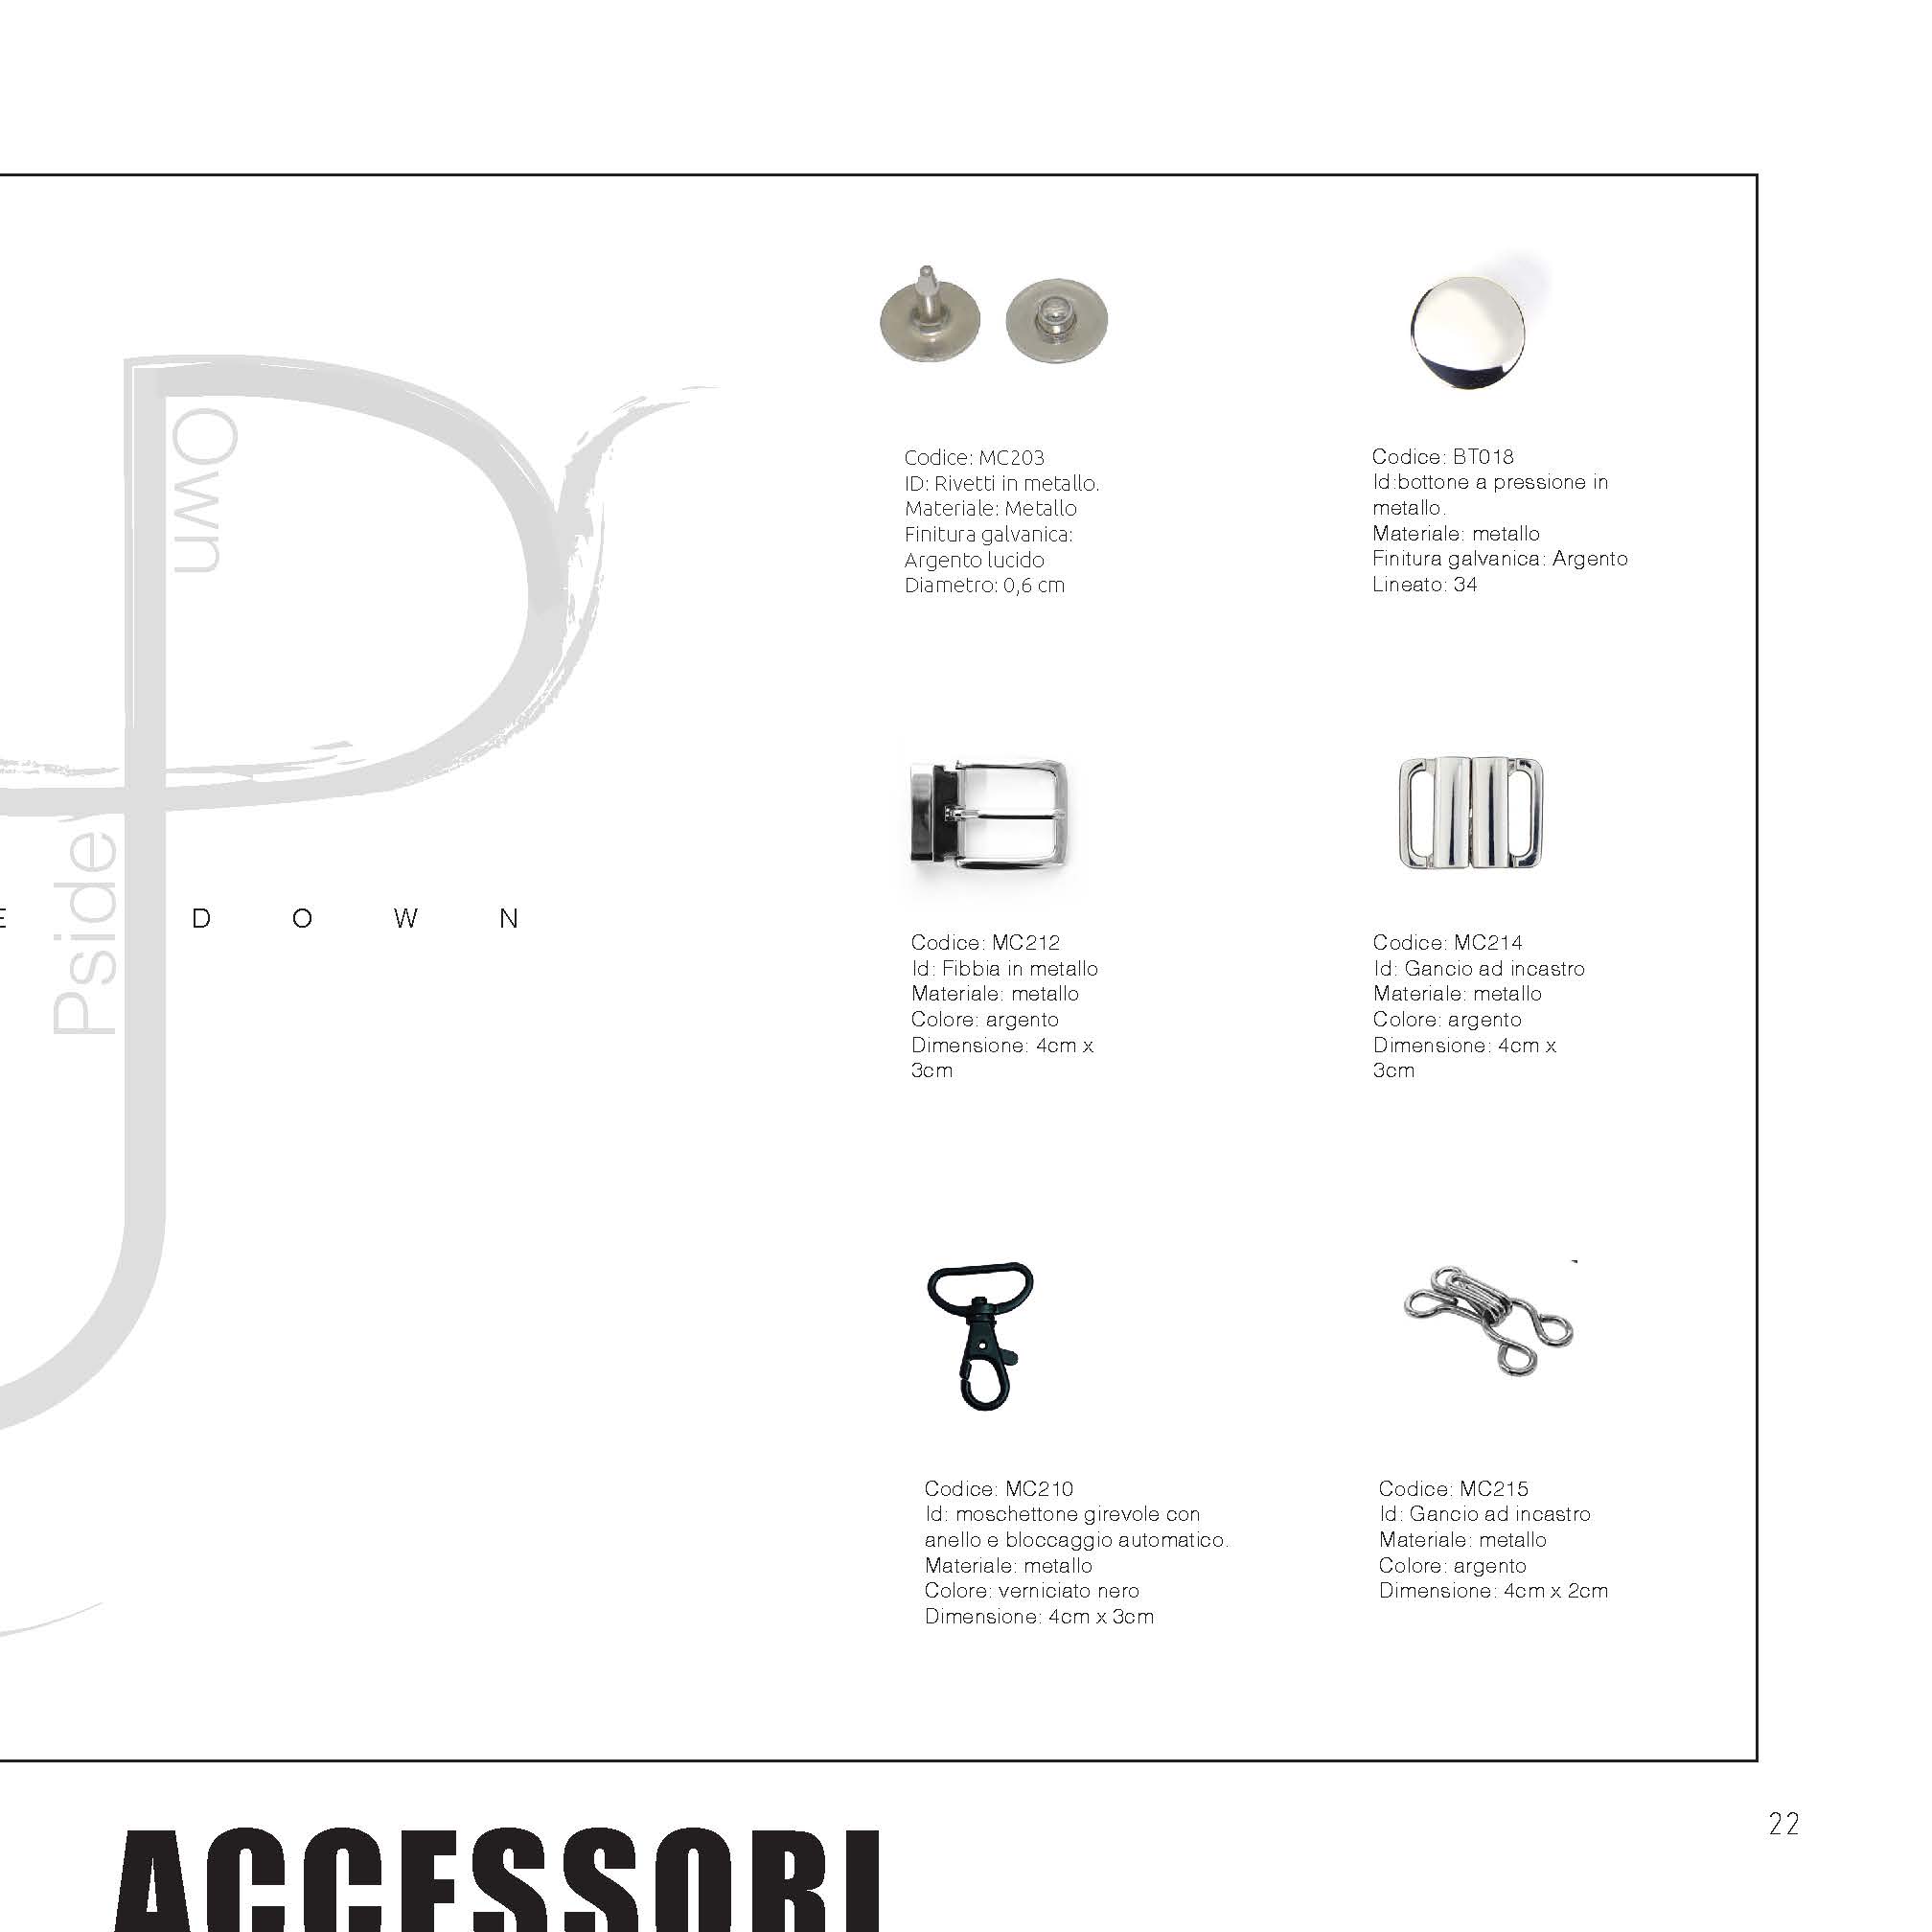 own
Pside
E D O W N
Codice: MC203
ID: Rivetti in metallo.
Materiale: Metallo
Finitura galvanica:
Argento lucido
Diametro: 0,6 cm
Codice: BT018
Id:bottone a pressione in
metallo.
Materiale: metallo
Finitura galvanica: Argento
Lineato: 34
Codice: MC212
Id: Fibbia in metallo
Materiale: metallo
Colore: argento
Dimensione: 4cm x
3cm
Codice: MC214
Id: Gancio ad incastro
Materiale: metallo
Colore: argento
Dimensione: 4cm x
3cm
Codice: MC210
Id: moschettone girevole con
anello e bloccaggio automatico.
Materiale: metallo
Colore: verniciato nero
Dimensione: 4cm x 3cm
Codice: MC215
Id: Gancio ad incastro
Materiale: metallo
Colore: argento
Dimensione: 4cm x 2cm
22
ACCESSORI